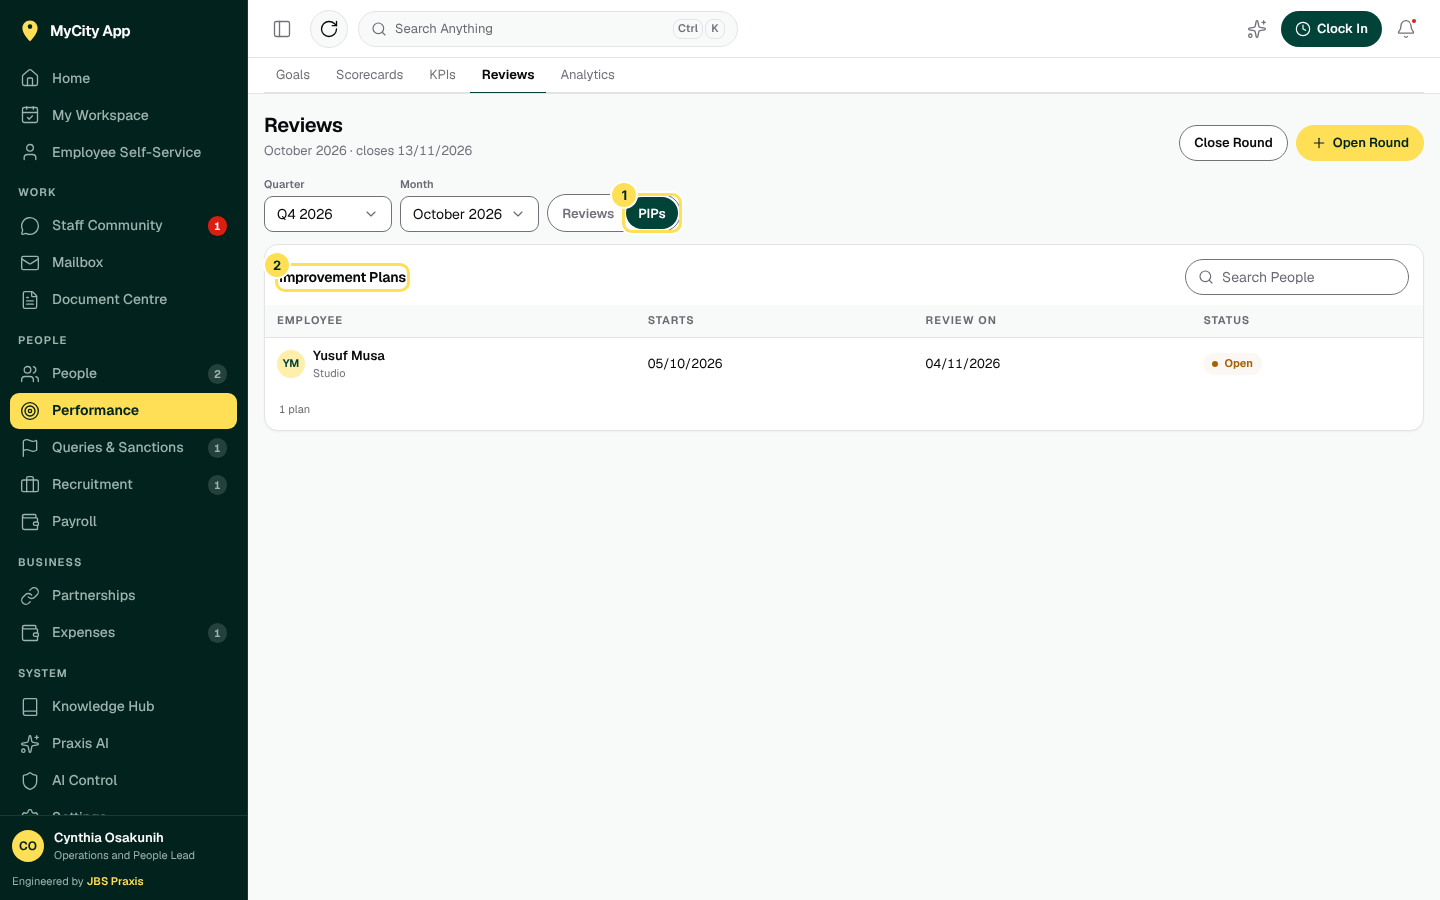 MyCity App
Home
My Workspace
Employee Self-Service
WORK
Staff Community 1
Mailbox
Document Centre
PEOPLE
People 2
Performance
Queries & Sanctions 1
Recruitment 1
Payroll
BUSINESS
Partnerships
Expenses 1
SYSTEM
Knowledge Hub
Praxis AI
AI Control
CO
Cynthia Osakunih
Operations and People Lead
Engineered by JBS Praxis
Search Anything Ctrl K
Clock In
Goals Scorecards KPIs Reviews Analytics
Reviews
October 2026 · closes 13/11/2026
Close Round
Open Round
Quarter Month
Q4 2026 October 2026 Reviews 1 PIPs
2
Improvement Plans
Search People
EMPLOYEE STARTS REVIEW ON STATUS
YM Yusuf Musa 05/10/2026 04/11/2026 Open
Studio
1 plan